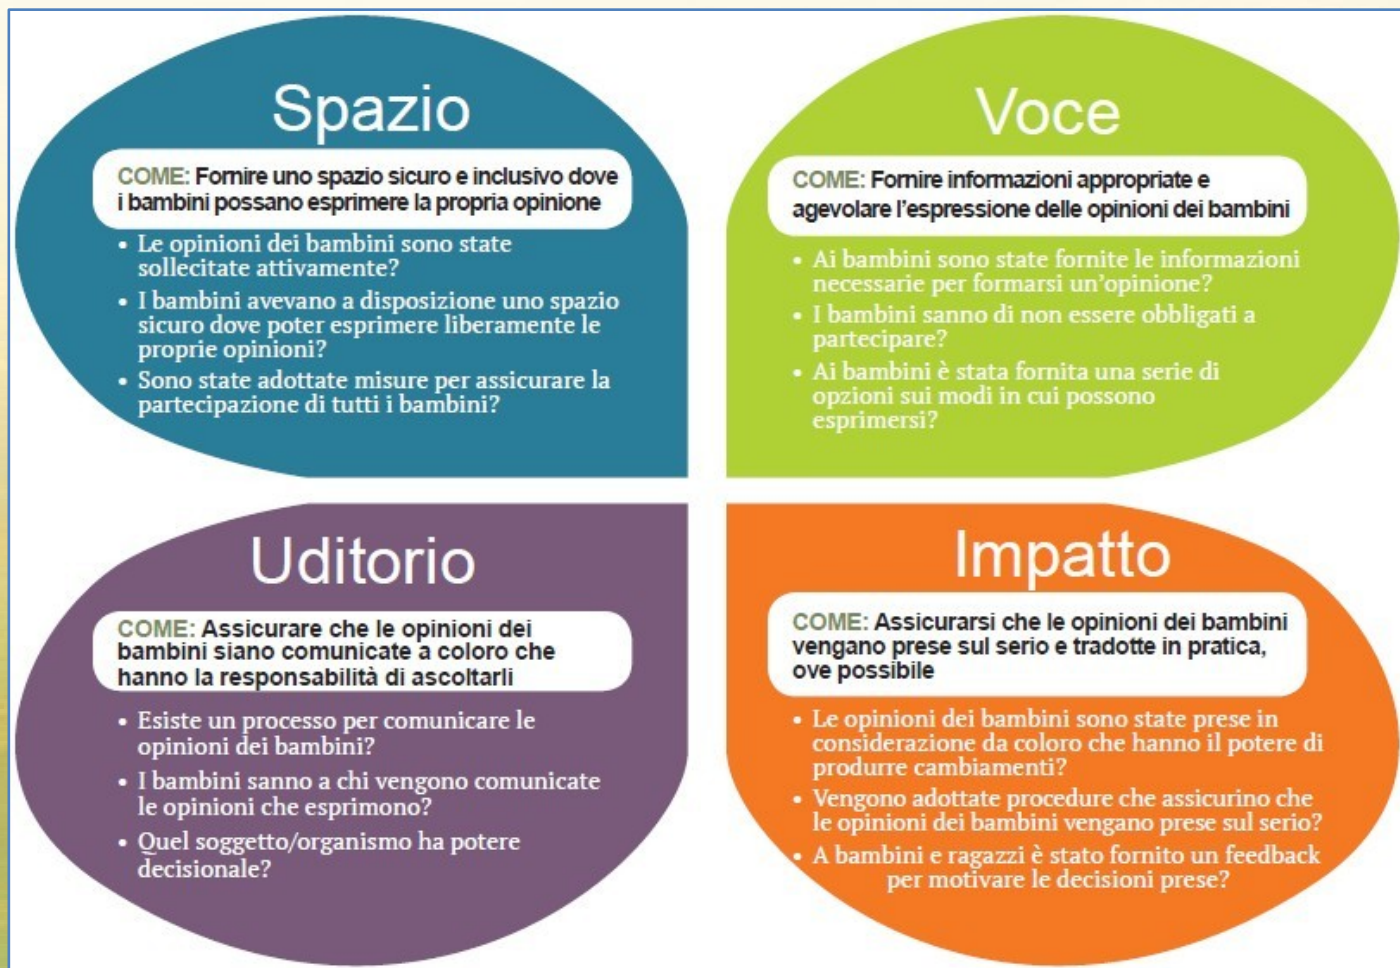 Spazio
COME: Fornire uno spazio sicuro e inclusivo dove
i bambini possano esprimere la propria opinione
• Le opinioni dei bambini sono state
sollecitate attivamente?
• I bambini avevano a disposizione uno spazio
sicuro dove poter esprimere liberamente le
proprie opinioni?
• Sono state adottate misure per assicurare la
partecipazione di tutti i bambini?
Voce
COME: Fornire informazioni appropriate e
agevolare l’espressione delle opinioni dei bambini
• Ai bambini sono state fornite le informazioni
necessarie per formarsi un’opinione?
• I bambini sanno di non essere obbligati a
partecipare?
• Ai bambini è stata fornita una serie di
opzioni sui modi in cui possono
esprimersi?
Uditorio
COME: Assicurare che le opinioni dei
bambini siano comunicate a coloro che
hanno la responsabilità di ascoltarli
• Esiste un processo per comunicare le
opinioni dei bambini?
• I bambini sanno a chi vengono comunicate
le opinioni che esprimono?
• Quel soggetto/organismo ha potere
decisionale?
Impatto
COME: Assicurarsi che le opinioni dei bambini
vengano prese sul serio e tradotte in pratica,
ove possibile
• Le opinioni dei bambini sono state prese in
considerazione da coloro che hanno il potere di
produrre cambiamenti?
• Vengono adottate procedure che assicurino che
le opinioni dei bambini vengano prese sul serio?
• A bambini e ragazzi è stato fornito un feedback
per motivare le decisioni prese?